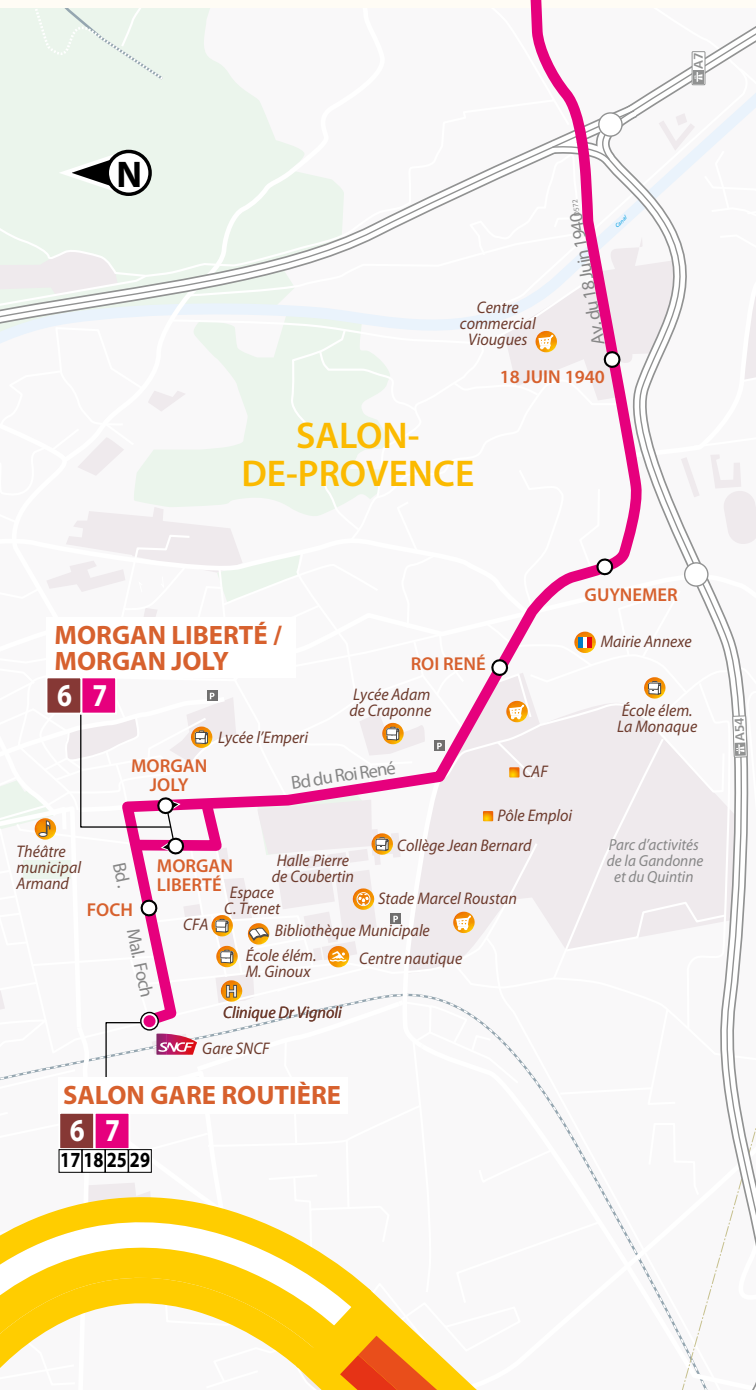 A7
N
Av. du 18 Juin 1940
Canal
Centre
commercial
Viougues
18 JUIN 1940
SALON-
DE-PROVENCE
GUYNEMER
MORGAN LIBERTÉ /
MORGAN JOLY
6 7
P
ROI RENÉ
Mairie Annexe
Lycée Adam
de Craponne
École élem.
La Monaque
Lycée l'Emperi
P
A54
MORGAN
JOLY
Bd du Roi René
CAF
Pôle Emploi
Théâtre
municipal
Armand
Bd. Mal. Foch
MORGAN
LIBERTÉ
Halle Pierre
de Coubertin
Collège Jean Bernard
Parc d'activités
de la Gandonne
et du Quintin
FOCH
Espace
C. Trenet
Stade Marcel Roustan
P
CFA
Bibliothèque Municipale
École élém.
M. Ginoux
Centre nautique
H
Clinique Dr Vignoli
SNCF Gare SNCF
SALON GARE ROUTIÈRE
6 7
17 18 25 29